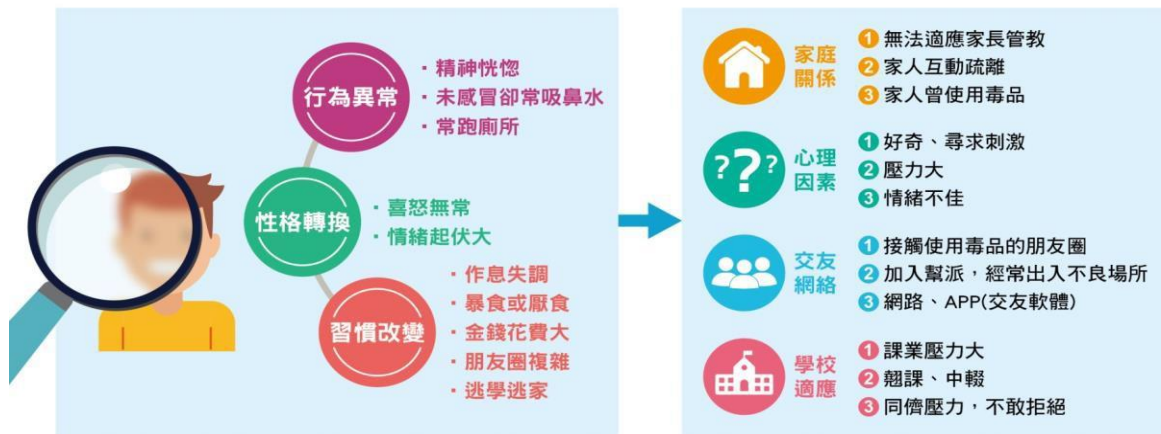 行為異常
・精神恍惚
・未感冒卻常吸鼻水
・常跑廁所
性格轉換
・喜怒無常
・情緒起伏大
習慣改變
・作息失調
・暴食或厭食
・金錢花費大
・朋友圈複雜
・逃學逃家
家庭
關係
1 無法適應家長管教
2 家人互動疏離
3 家人曾使用毒品
???
心理
因素
1 好奇、尋求刺激
2 壓力大
3 情緒不佳
交友
網絡
1 接觸使用毒品的朋友圈
2 加入幫派，經常出入不良場所
3 網路、APP(交友軟體)
學校
適應
1 課業壓力大
2 翹課、中輟
3 同儕壓力，不敢拒絕